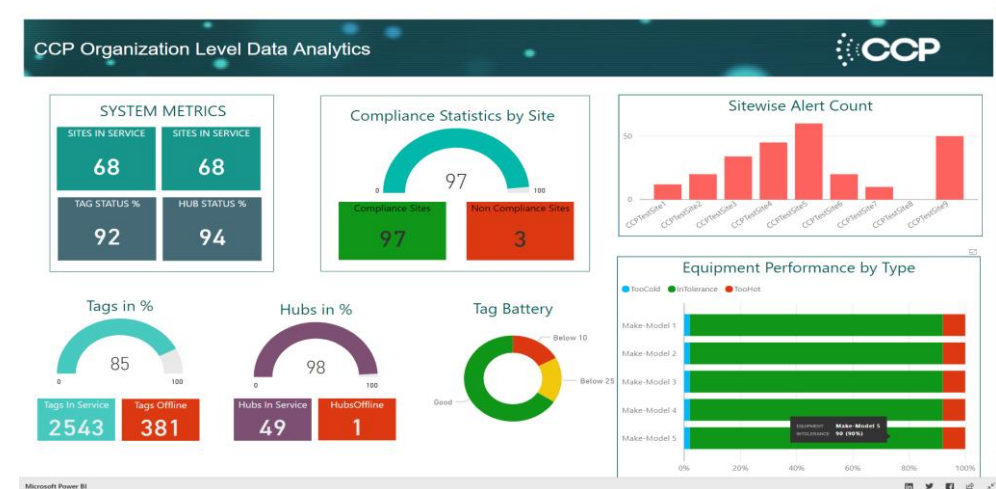 CCP Organization Level Data Analytics
CCP
SYSTEM METRICS
SITES IN SERVICE
68
SITES IN SERVICE
68
TAG STATUS %
92
HUB STATUS %
94
Compliance Statistics by Site
97
0
100
Compliance Sites
97
Non Compliance Sites
3
Sitewise Alert Count
50
0
CCPTestSite1
CCPTestSite2
CCPTestSite3
CCPTestSite4
CCPTestSite5
CCPTestSite6
CCPTestSite7
CCPTestSite8
CCPTestSite9
Tags in %
85
0
100
Tags In Service
2543
Tags Offline
381
Hubs in %
98
0
100
Hubs In Service
49
HubsOffline
1
Tag Battery
Below 10
Below 25
Good
Equipment Performance by Type
TooCold InTolerance TooHot
Make-Model 1
Make-Model 2
Make-Model 3
Make-Model 4
Make-Model 5
EQUIPMENT Make-Model 5
INTOLERANCE 90 (90%)
0% 20% 40% 60% 80% 100%
Microsoft Power BI